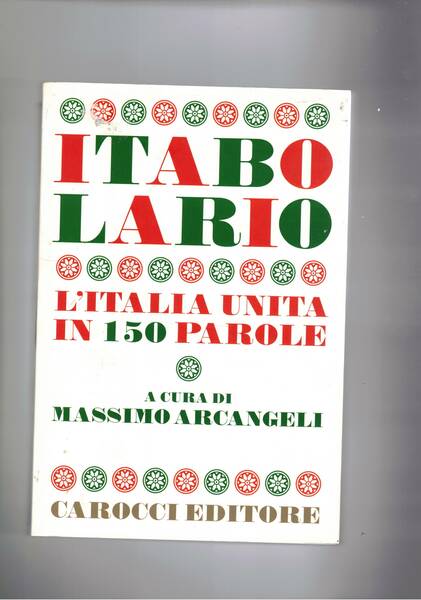 ITABO
LARIO
L'ITALIA UNITA
IN 150 PAROLE
A CURA DI
MASSIMO ARCANGELI
CAROCCI EDITORE